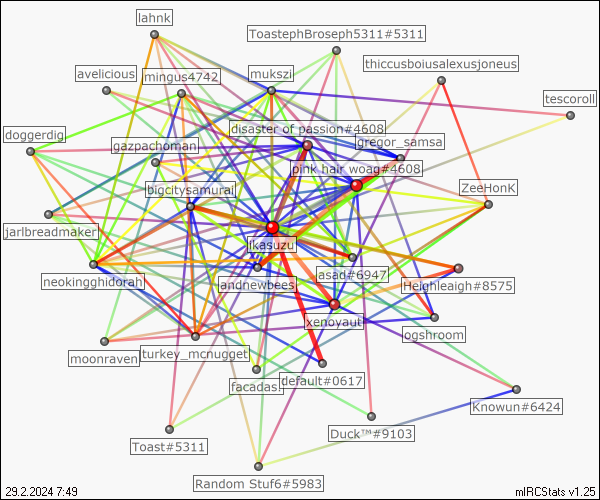 lahnk
ToastephBroseph5311#5311
thiccusboiusalexusjoneus
avelicious
mingus4742
mukszi
tescoroll
doggerdig
disaster of passion#4608
gregor_samsa
gazpachoman
pink hair woag#4608
bigcitysamurai
ZeeHonK
jarlbreadmaker
Ikasuzu
neokingghidorah
andnewbees
asad#6947
Heighleaigh#8575
xenoyaut
ogshroom
moonraven
turkey_mcnugget
facadas.
default#0617
Knowun#6424
Toast#5311
Duck™#9103
Random Stuf6#5983
29.2.2024 7:49
mIRCStats v1.25